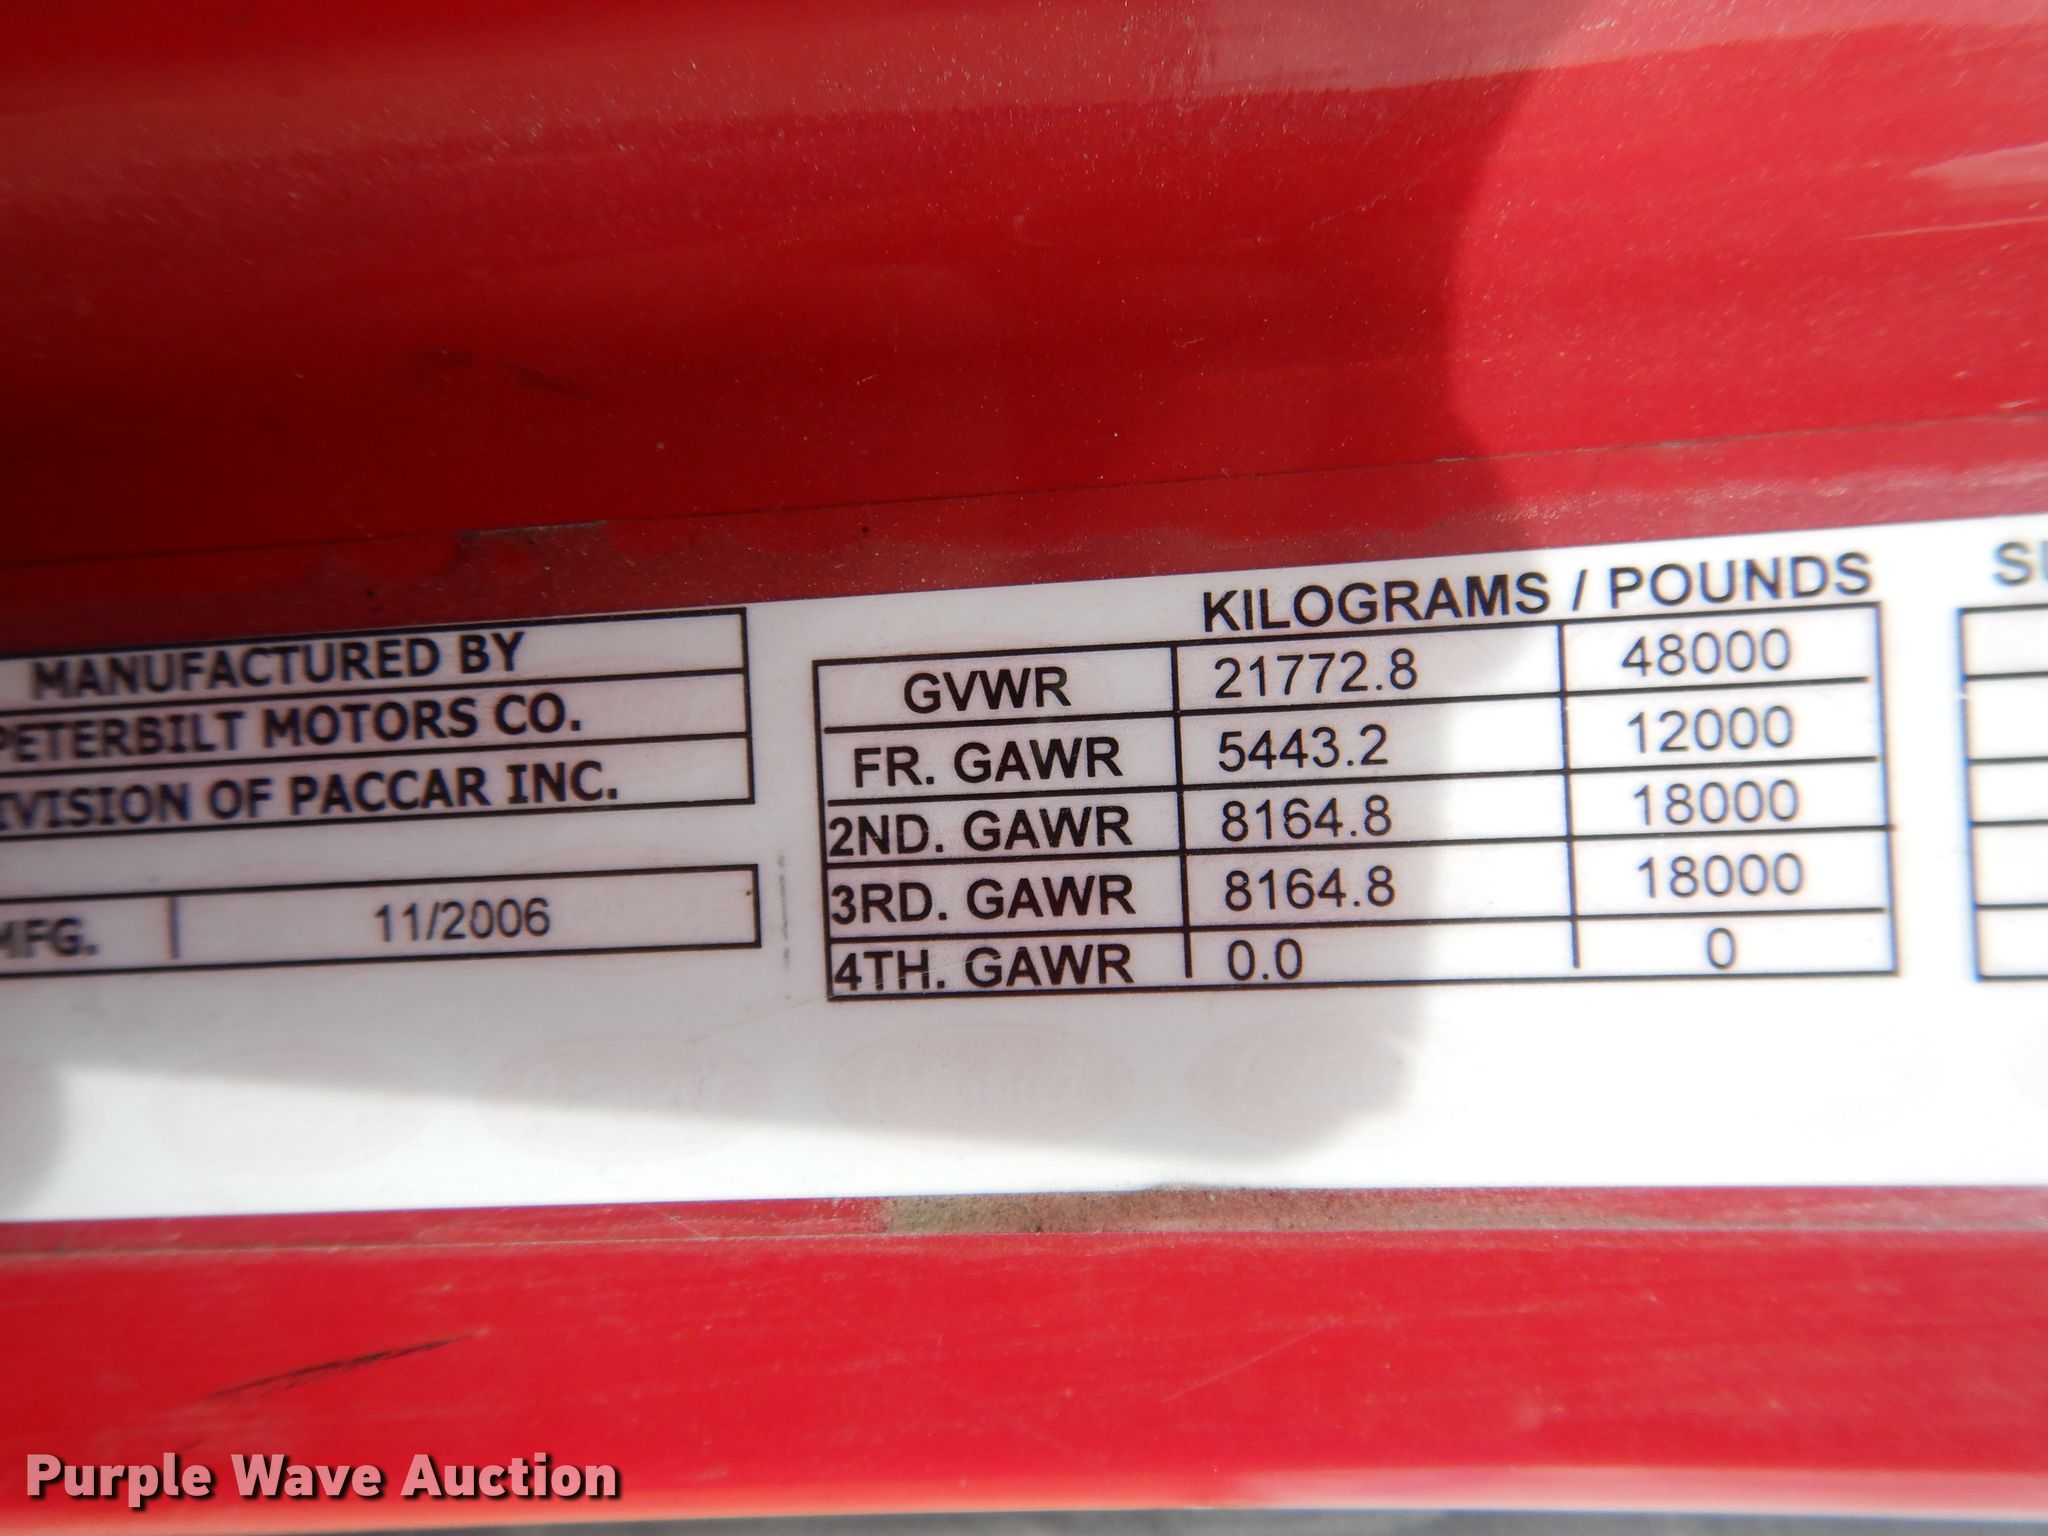 MANUFACTURED BY
PETERBILT MOTORS CO.
DIVISION OF PACCAR INC.
MFG. 11/2006
KILOGRAMS / POUNDS
GVWR 21772.8 48000
FR. GAWR 5443.2 12000
2ND. GAWR 8164.8 18000
3RD. GAWR 8164.8 18000
4TH. GAWR 0.0 0
Purple Wave Auction